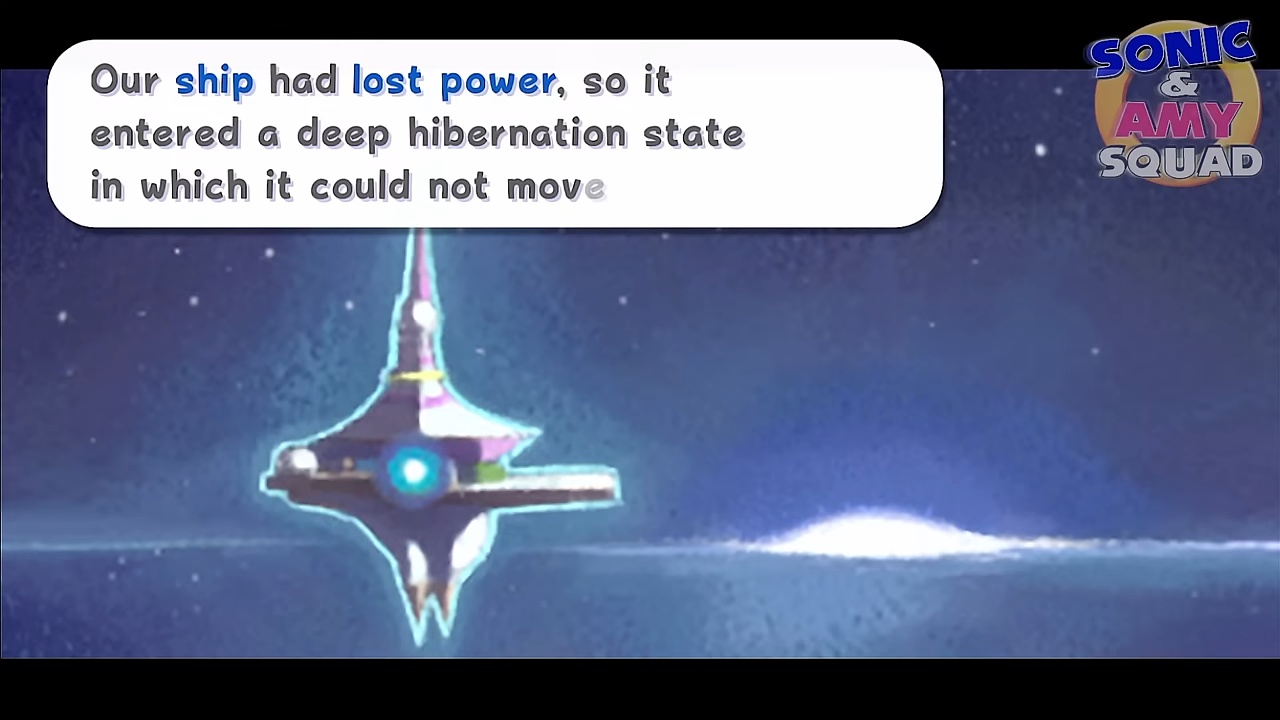 Our ship had lost power, so it
entered a deep hibernation state
in which it could not move
SONIC
&
AMY
SQUAD